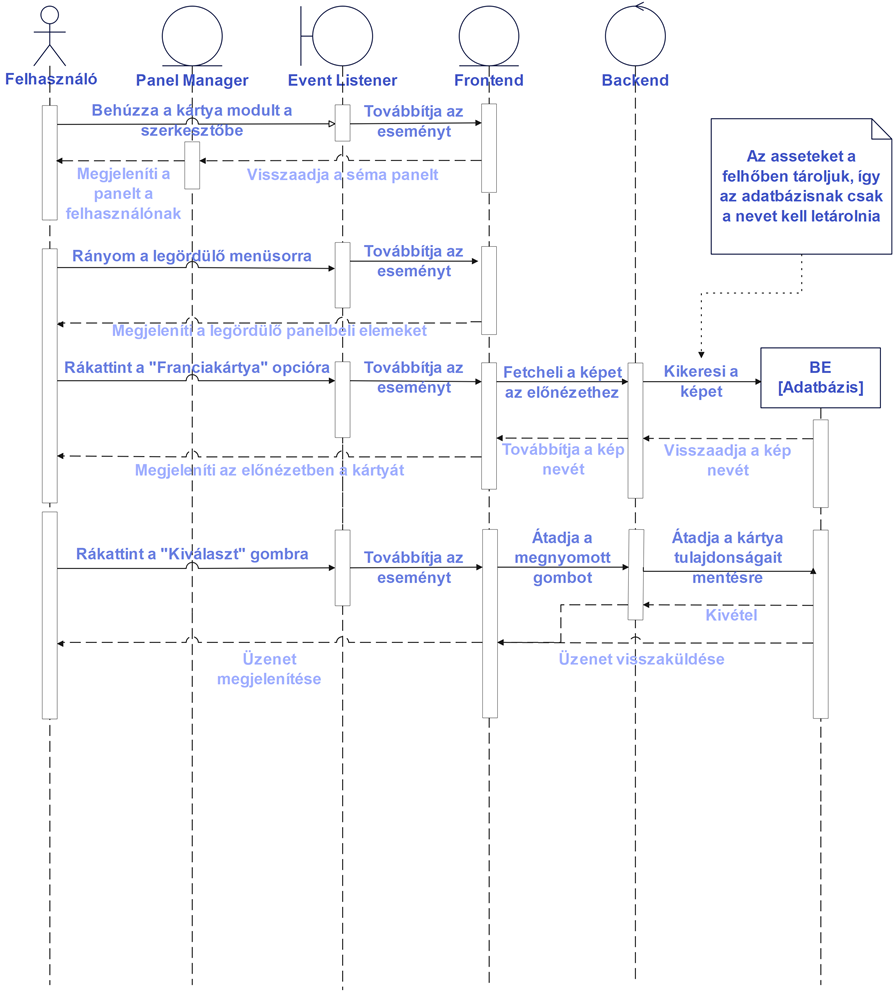 Felhasználó
Panel Manager
Event Listener
Frontend
Backend
Behúzza a kártya modult a
szerkesztőbe
Továbbítja az
eseményt
Megjeleníti a
panelt a
felhasználónak
Visszaadja a séma panelt
Az asseteket a
felhőben tároljuk, így
az adatbázisnak csak
a nevet kell letárolnia
Rányom a legördülő menüsorra
Továbbítja az
eseményt
Megjeleníti a legördülő panelbéli elemeket
Rákattint a "Franciakártya" opcióra
Továbbítja az
eseményt
Fetcheli a képet
az előnézethez
Kikeresi a
képet
BE
[Adatbázis]
Megjeleníti az előnézetben a kártyát
Továbbítja a kép
nevét
Visszaadja a kép
nevét
Rákattint a "Kiválaszt" gombra
Továbbítja az
eseményt
Átadja a
megnyomott
gombot
Átadja a kártya
tulajdonságait
mentésre
Kivétel
Üzenet
megjelenítése
Üzenet visszaküldése